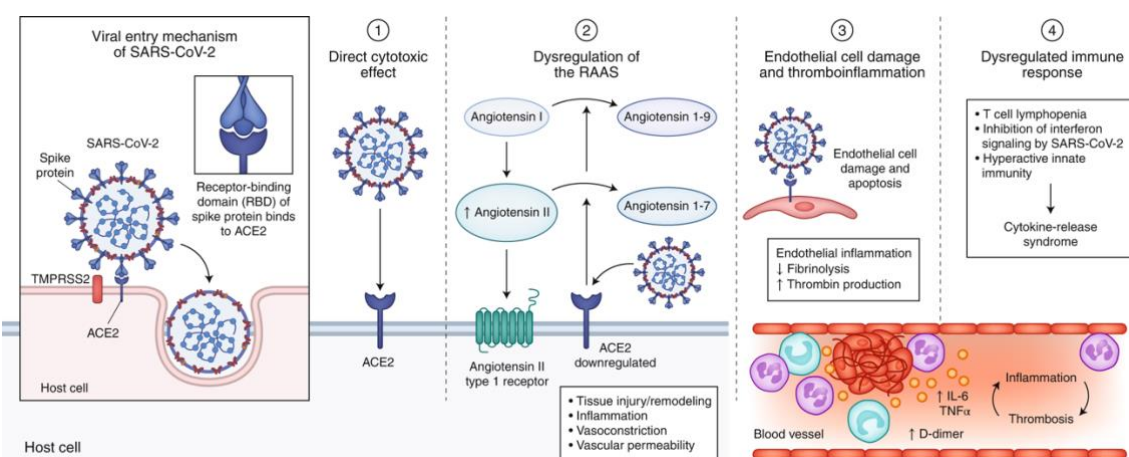 Viral entry mechanism
of SARS-CoV-2
SARS-CoV-2
Spike
protein
Receptor-binding
domain (RBD) of
spike protein binds
to ACE2
TMPRSS2
ACE2
Host cell
Host cell
1
Direct cytotoxic
effect
ACE2
2
Dysregulation of
the RAAS
Angiotensin I
Angiotensin 1-9
↑ Angiotensin II
Angiotensin 1-7
Angiotensin II
type 1 receptor
ACE2
downregulated
• Tissue injury/remodeling
• Inflammation
• Vasoconstriction
• Vascular permeability
3
Endothelial cell damage
and thromboinflammation
Endothelial cell
damage and
apoptosis
Endothelial inflammation
↓ Fibrinolysis
↑ Thrombin production
4
Dysregulated immune
response
• T cell lymphopenia
• Inhibition of interferon
signaling by SARS-CoV-2
• Hyperactive innate
immunity
Cytokine-release
syndrome
↑ IL-6
TNFα
Inflammation
Thrombosis
Blood vessel
↑ D-dimer